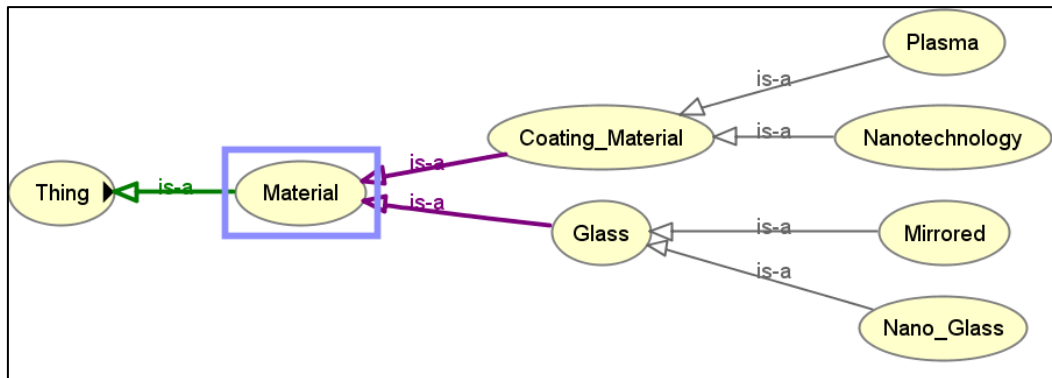 Plasma
is-a
Coating_Material
is-a
Nanotechnology
is-a
Thing
is-a
Material
is-a
Glass
is-a
Mirrored
is-a
Nano_Glass